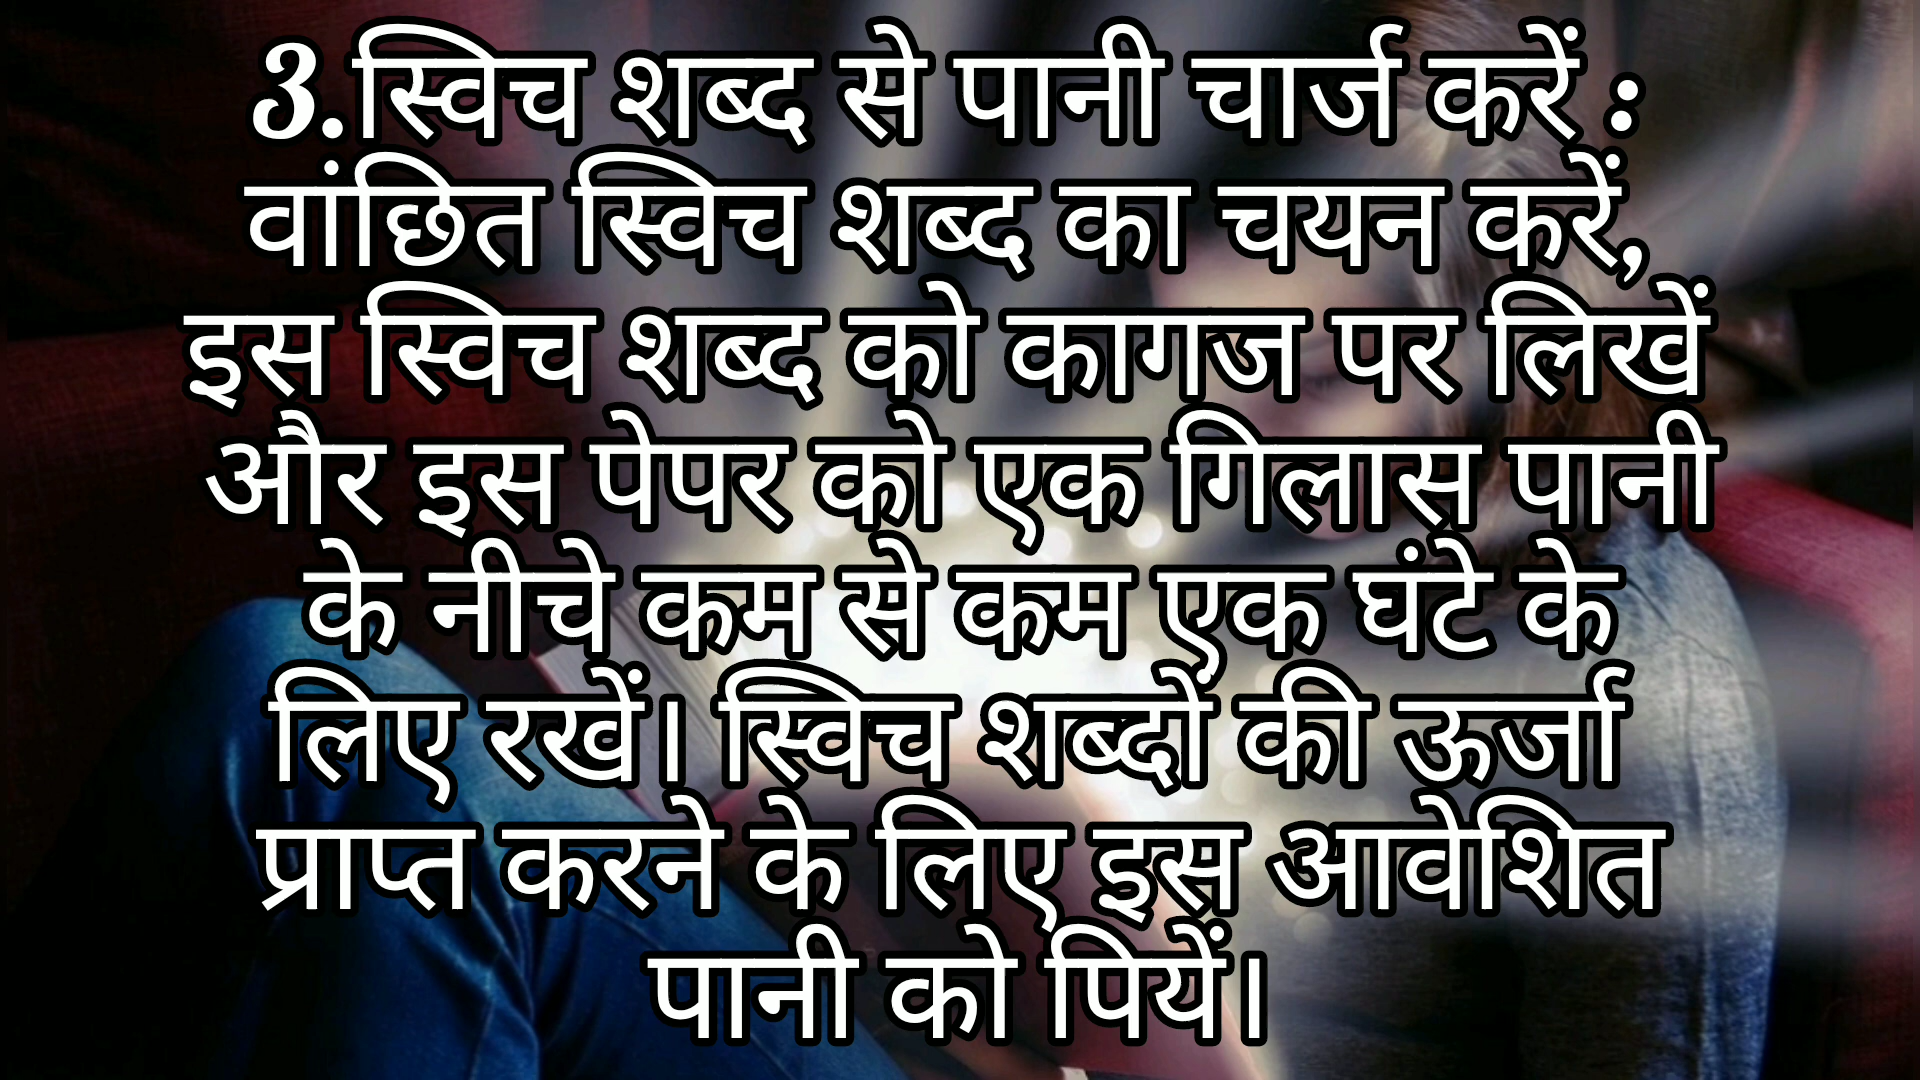 3.स्विच शब्द से पानी चार्ज करें :
वांछित स्विच शब्द का चयन करें,
इस स्विच शब्द को कागज पर लिखें
और इस पेपर को एक गिलास पानी
के नीचे कम से कम एक घंटे के
लिए रखें। स्विच शब्दों की ऊर्जा
प्राप्त करने के लिए इस आवेशित
पानी को पियें।